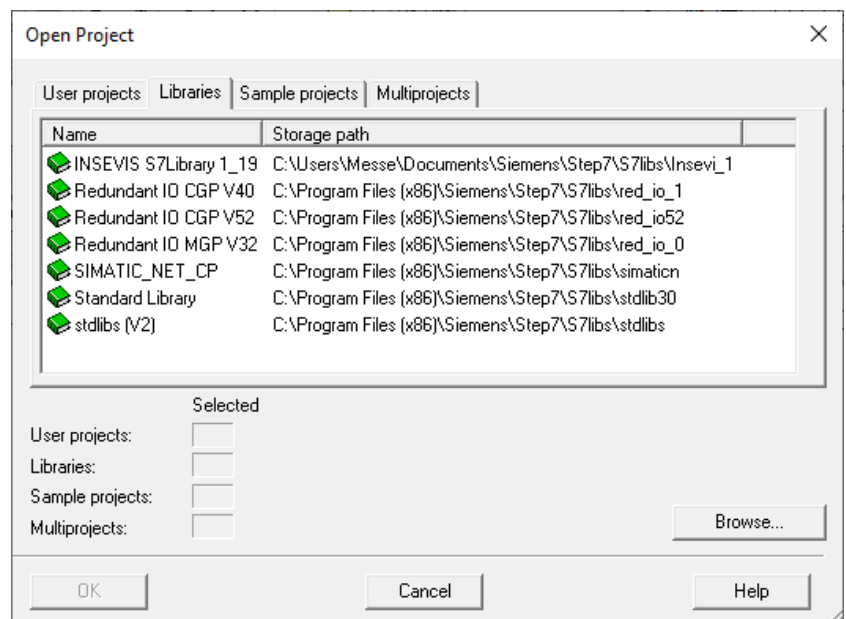 Open Project
User projects Libraries Sample projects Multiprojects
Name Storage path
INSEVIS S7Library 1_19 C:\Users\Messe\Documents\Siemens\Step7\S7libs\Insevi_1
Redundant IO CGP V40 C:\Program Files (x86)\Siemens\Step7\S7libs\red_io_1
Redundant IO CGP V52 C:\Program Files (x86)\Siemens\Step7\S7libs\red_io52
Redundant IO MGP V32 C:\Program Files (x86)\Siemens\Step7\S7libs\red_io_0
SIMATIC_NET_CP C:\Program Files (x86)\Siemens\Step7\S7libs\simaticn
Standard Library C:\Program Files (x86)\Siemens\Step7\S7libs\stdlib30
stdlibs (V2) C:\Program Files (x86)\Siemens\Step7\S7libs\stdlibs
Selected
User projects:
Libraries:
Sample projects:
Multiprojects:
Browse...
OK Cancel Help